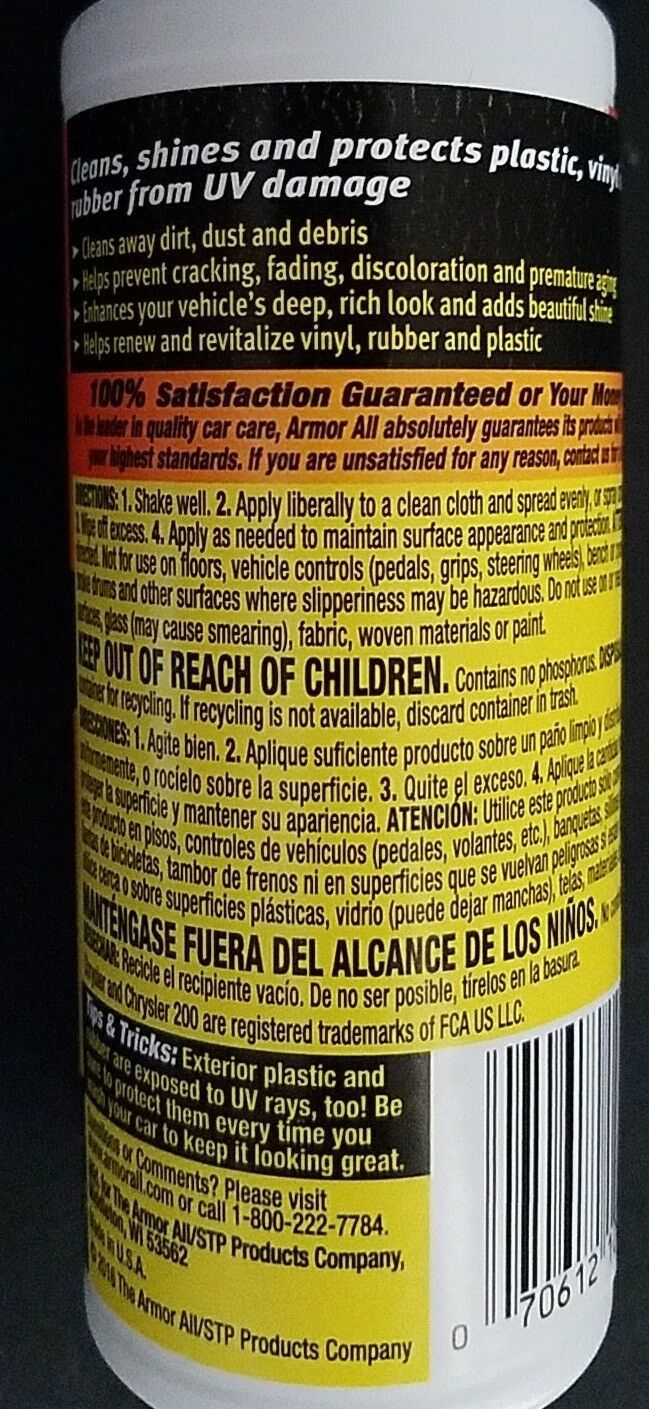 Cleans, shines and protects plastic, vinyl
rubber from UV damage
Cleans away dirt, dust and debris
Helps prevent cracking, fading, discoloration and premature aging
Enhances your vehicle's deep, rich look and adds beautiful shine
Helps renew and revitalize vinyl, rubber and plastic
100% Satisfaction Guaranteed or Your Money
leader in quality car care, Armor All absolutely guarantees its products
your highest standards. If you are unsatisfied for any reason, contact us
DIRECTIONS: 1. Shake well. 2. Apply liberally to a clean cloth and spread evenly, or spray
3. Wipe off excess. 4. Apply as needed to maintain surface appearance and protection.
Not for use on floors, vehicle controls (pedals, grips, steering wheels), bench or
drums and other surfaces where slipperiness may be hazardous. Do not use on or
surfaces, glass (may cause smearing), fabric, woven materials or paint.
KEEP OUT OF REACH OF CHILDREN. Contains no phosphorus.
container for recycling. If recycling is not available, discard container in trash.
DIRECCIONES: 1. Agite bien. 2. Aplique suficiente producto sobre un paño limpio y
uniformemente, o rocíelo sobre la superficie. 3. Quite el exceso. 4. Aplique la cantidad
proteger la superficie y mantener su apariencia. ATENCIÓN: Utilice este producto sólo
este producto en pisos, controles de vehículos (pedales, volantes, etc.), banquetas,
de bicicletas, tambor de frenos ni en superficies que se vuelvan peligrosas si
cerca o sobre superficies plásticas, vidrio (puede dejar manchas), telas,
MANTÉNGASE FUERA DEL ALCANCE DE LOS NIÑOS. No
DESECHAR: Recicle el recipiente vacío. De no ser posible, tírelos en la basura.
Chrysler and Chrysler 200 are registered trademarks of FCA US LLC.
Tips & Tricks: Exterior plastic and
are exposed to UV rays, too! Be
to protect them every time you
wash your car to keep it looking great.
Questions or Comments? Please visit
www.armorall.com or call 1-800-222-7784.
for The Armor All/STP Products Company,
Middleton, WI 53562
Made in U.S.A.
© 2018 The Armor All/STP Products Company
0 70612